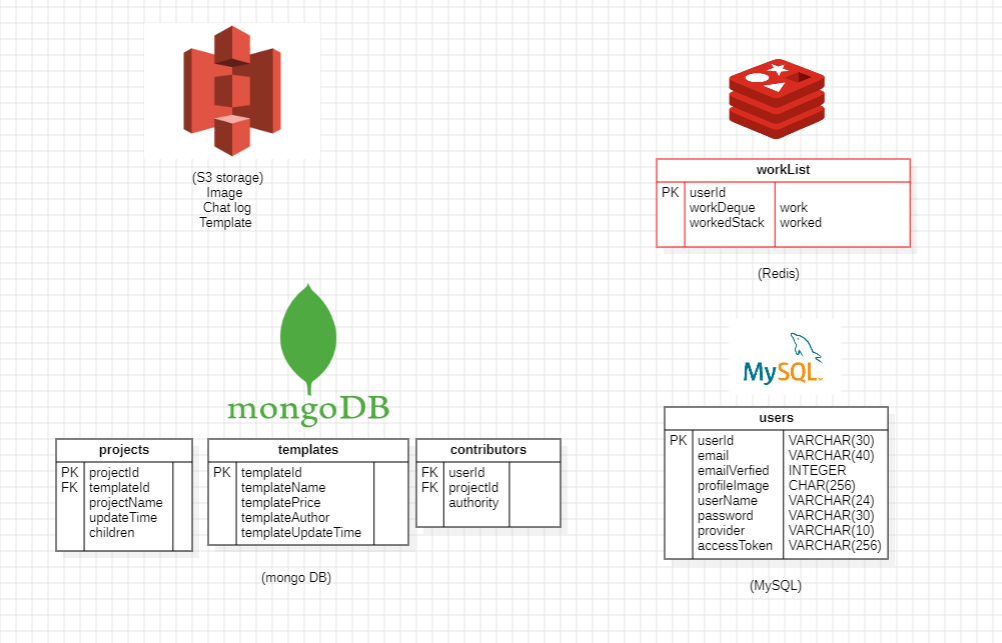 (S3 storage)
Image
Chat log
Template
workList
PK userId
workDeque work
workedStack worked
(Redis)
mongoDB
projects
PK projectId
FK templateId
projectName
updateTime
children
templates
PK templateId
templateName
templatePrice
templateAuthor
templateUpdateTime
contributors
FK userId
FK projectId
authority
(mongo DB)
MySQL
users
PK userId VARCHAR(30)
email VARCHAR(40)
emailVerfied INTEGER
profileImage CHAR(256)
userName VARCHAR(24)
password VARCHAR(30)
provider VARCHAR(10)
accessToken VARCHAR(256)
(MySQL)